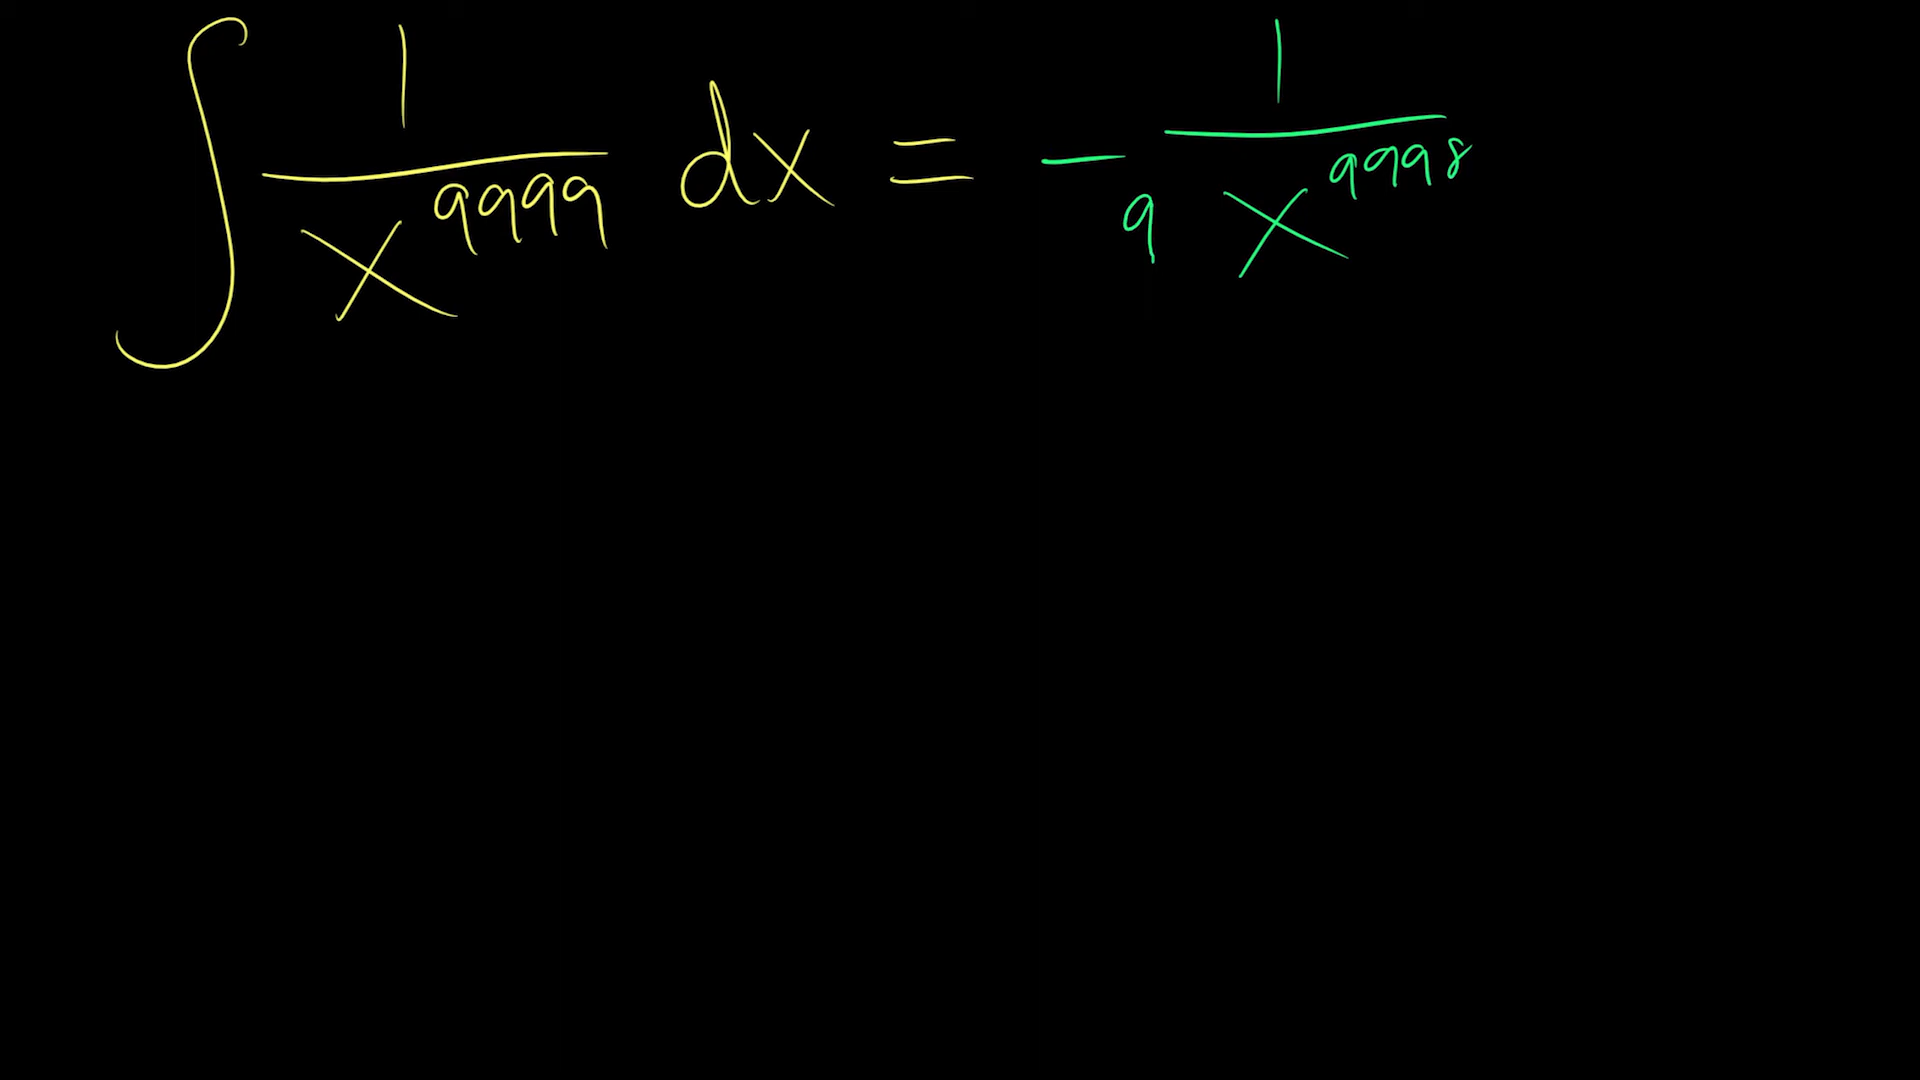 ∫ 1/x^9999 dx = - 1/9 x^9998